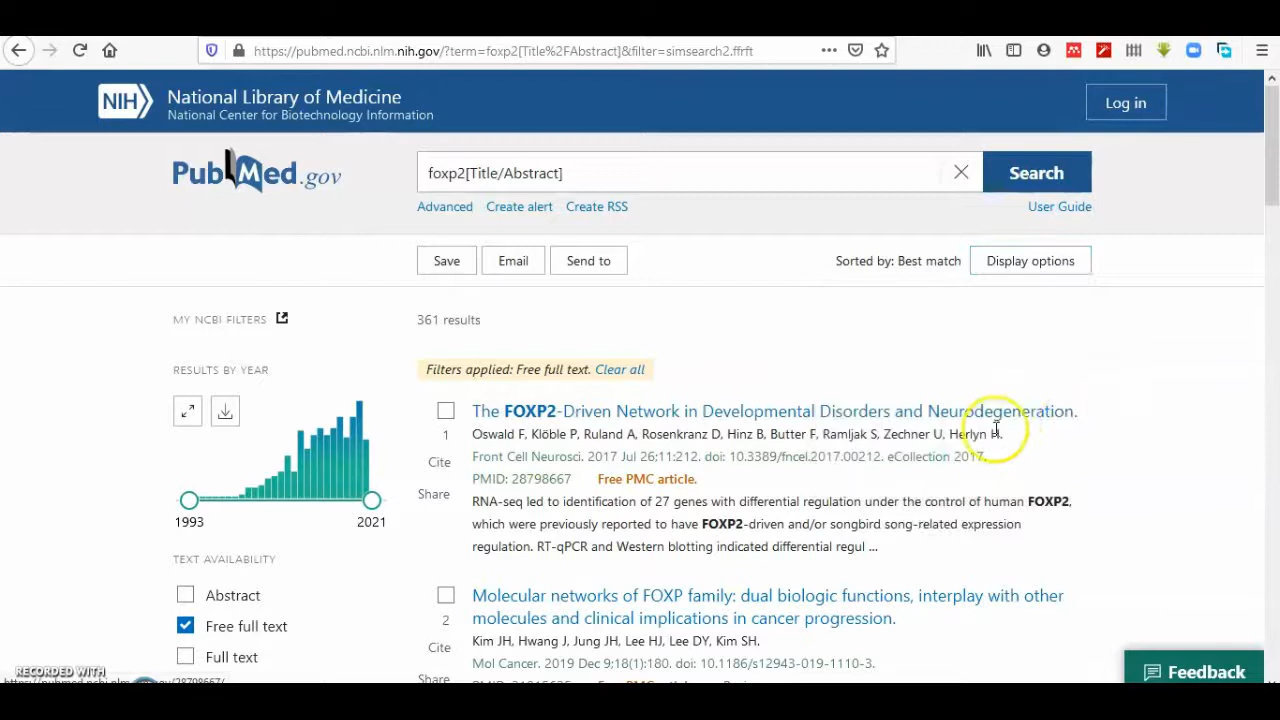 https://pubmed.ncbi.nlm.nih.gov/?term=foxp2[Title%2FAbstract]&filter=simsearch2.ffrft
NIH National Library of Medicine
National Center for Biotechnology Information
Log in
PubMed.gov
foxp2[Title/Abstract]
Search
Advanced Create alert Create RSS
User Guide
Save Email Send to
Sorted by: Best match Display options
MY NCBI FILTERS
361 results
RESULTS BY YEAR
Filters applied: Free full text. Clear all
The FOXP2-Driven Network in Developmental Disorders and Neurodegeneration.
1
Oswald F, Klöble P, Ruland A, Rosenkranz D, Hinz B, Butter F, Ramljak S, Zechner U, Herlyn H.
Cite
Front Cell Neurosci. 2017 Jul 26;11:212. doi: 10.3389/fncel.2017.00212. eCollection 2017.
PMID: 28798667 Free PMC article.
Share
RNA-seq led to identification of 27 genes with differential regulation under the control of human FOXP2,
which were previously reported to have FOXP2-driven and/or songbird song-related expression
regulation. RT-qPCR and Western blotting indicated differential regul ...
1993 2021
TEXT AVAILABILITY
Abstract
Free full text
Full text
2
Molecular networks of FOXP family: dual biologic functions, interplay with other
molecules and clinical implications in cancer progression.
Kim JH, Hwang J, Jung JH, Lee HJ, Lee DY, Kim SH.
Cite
Mol Cancer. 2019 Dec 9;18(1):180. doi: 10.1186/s12943-019-1110-3.
Share
Feedback
RECORDED WITH